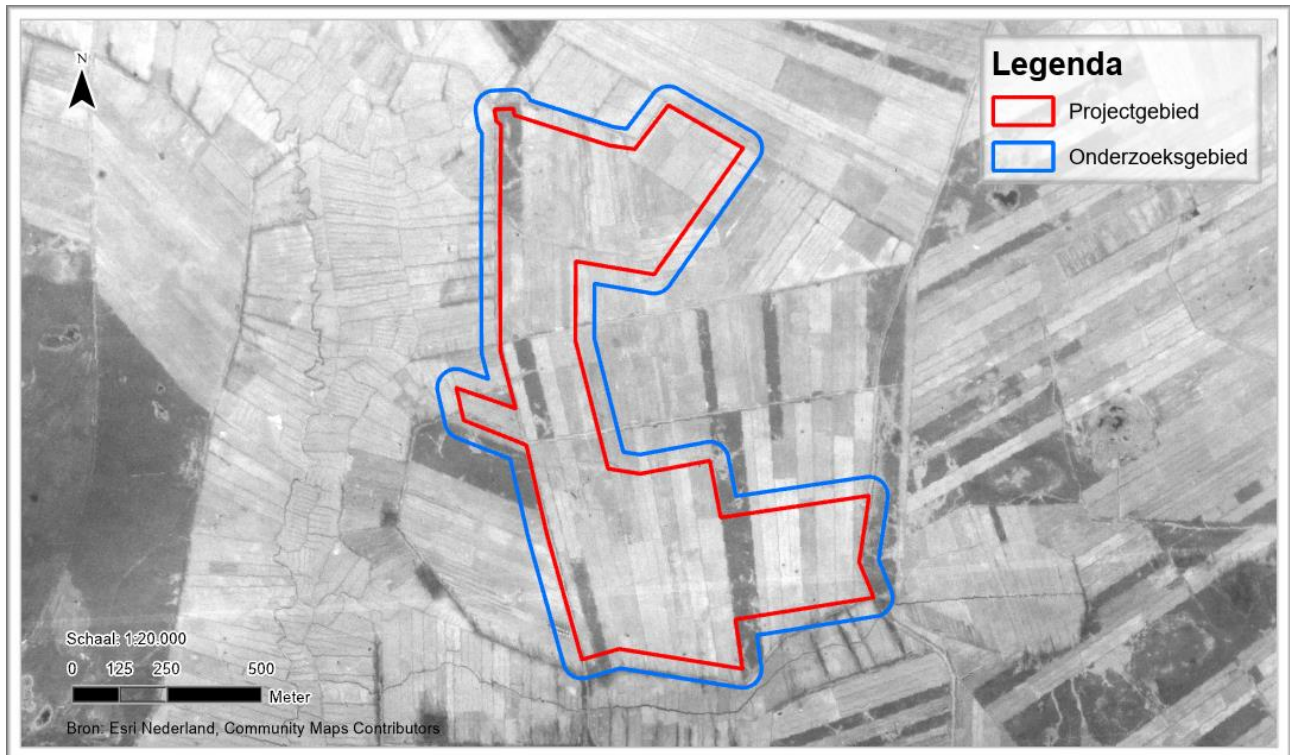 N
Legenda
Projectgebied
Onderzoeksgebied
Schaal: 1:20.000
0 125 250 500
Meter
Bron: Esri Nederland, Community Maps Contributors